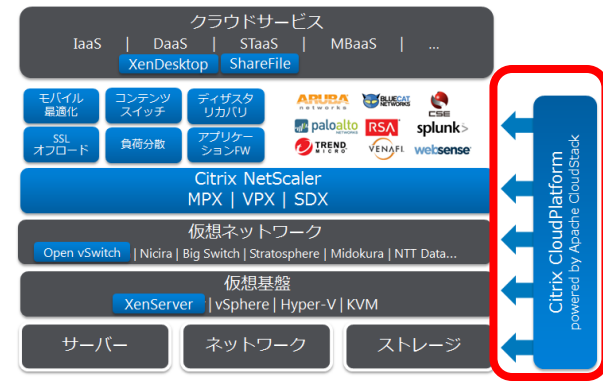 クラウドサービス
IaaS | DaaS | STaaS | MBaaS | ...
XenDesktop ShareFile
モバイル
最適化
コンテンツ
スイッチ
ディザスタ
リカバリ
SSL
オフロード
負荷分散
アプリケー
ションFW
ARUBA
networks
BLUECAT
NETWORKS
CSE
paloalto
NETWORKS
RSA
splunk>
TREND
MICRO
VENAFI
websense
Citrix NetScaler
MPX | VPX | SDX
仮想ネットワーク
Open vSwitch | Nicira | Big Switch | Stratosphere | Midokura | NTT Data...
仮想基盤
XenServer | vSphere | Hyper-V | KVM
サーバー
ネットワーク
ストレージ
Citrix CloudPlatform
powered by Apache CloudStack